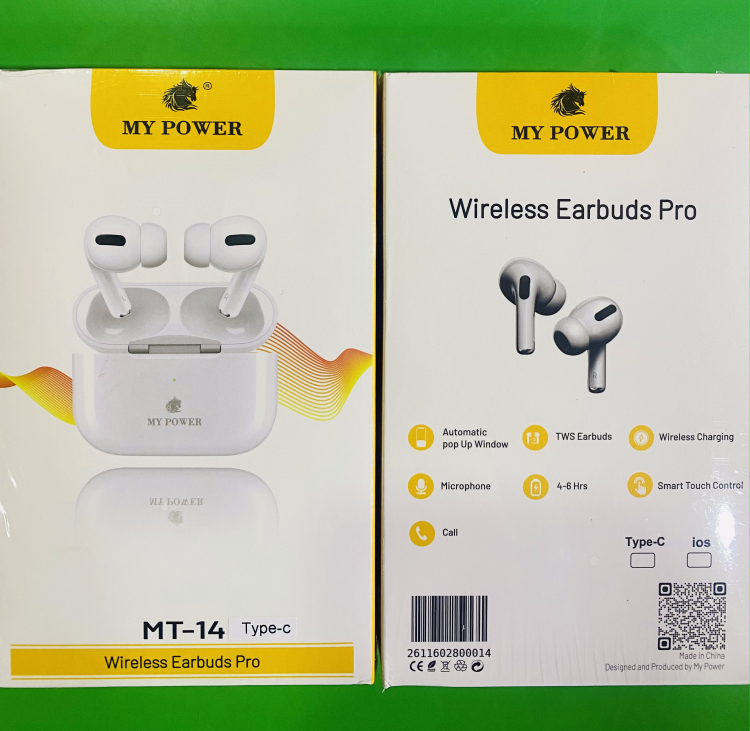 MY POWER
MY POWER
MT-14 Type-c
Wireless Earbuds Pro
MY POWER
Wireless Earbuds Pro
Automatic
pop Up Window
TWS Earbuds
Wireless Charging
Microphone
4-6 Hrs
Smart Touch Control
Call
Type-C
ios
2611602800014
Made in China
Designed and Produced by My Power